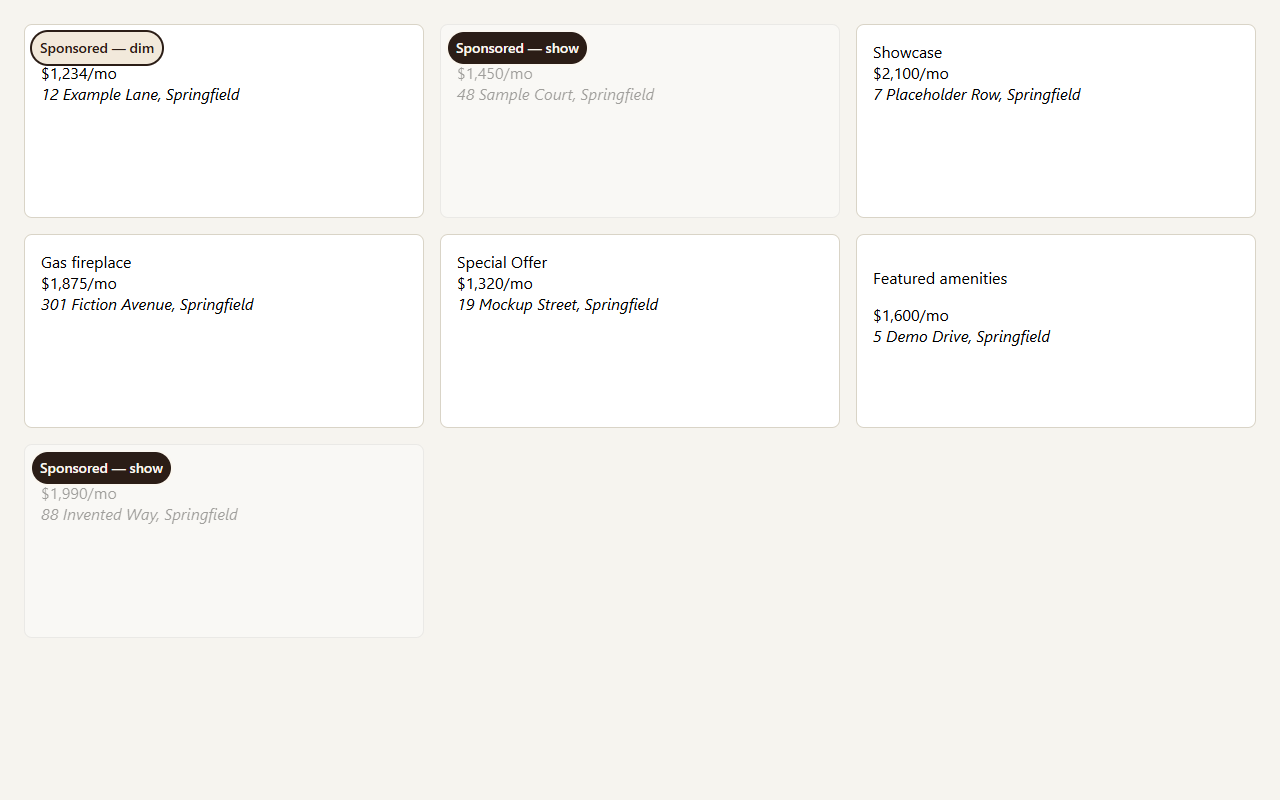 Sponsored — dim
$1,234/mo
12 Example Lane, Springfield
Sponsored — show
$1,450/mo
48 Sample Court, Springfield
Showcase
$2,100/mo
7 Placeholder Row, Springfield
Gas fireplace
$1,875/mo
301 Fiction Avenue, Springfield
Special Offer
$1,320/mo
19 Mockup Street, Springfield
Featured amenities
$1,600/mo
5 Demo Drive, Springfield
Sponsored — show
$1,990/mo
88 Invented Way, Springfield